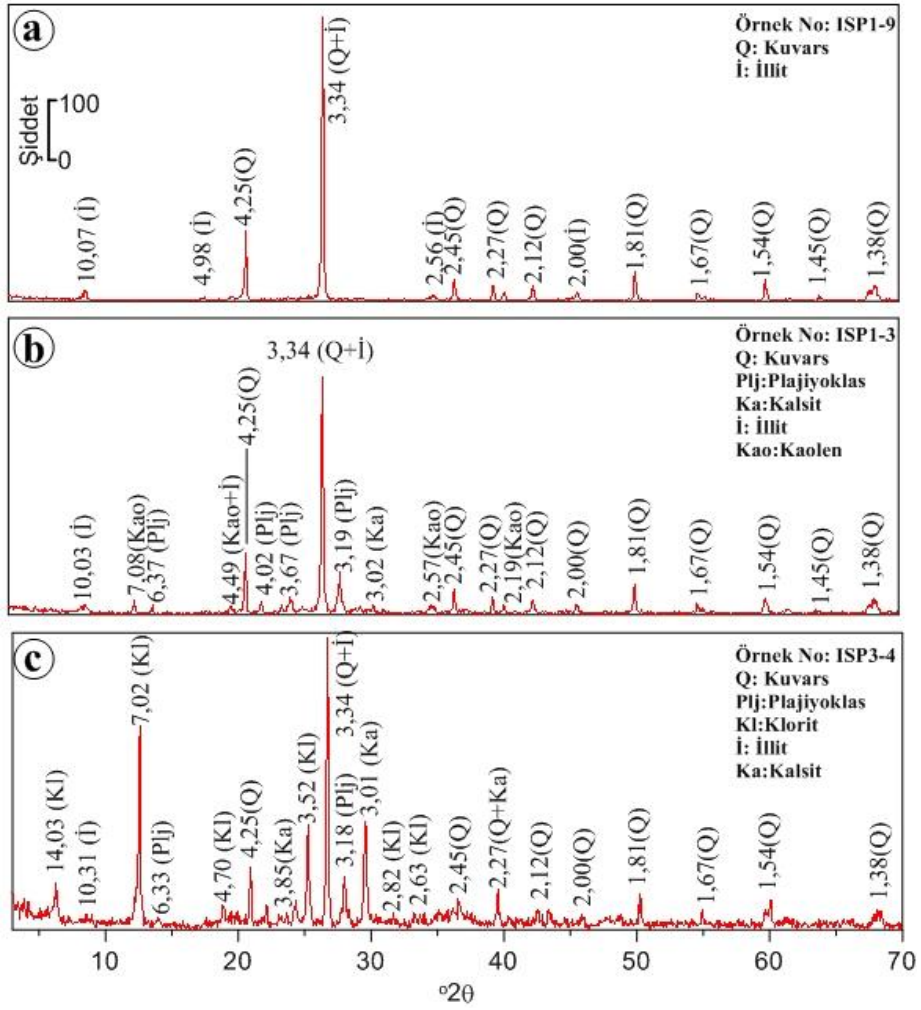 a
Örnek No: ISP1-9
Q: Kuvars
İ: İllit
Şiddet
100
0
10,07 (İ)
4,98 (İ)
4,25(Q)
3,34 (Q+İ)
2,56 (İ)
2,45(Q)
2,27(Q)
2,12(Q)
2,00(İ)
1,81(Q)
1,67(Q)
1,54(Q)
1,45(Q)
1,38(Q)
b
Örnek No: ISP1-3
Q: Kuvars
Plj:Plajiyoklas
Ka:Kalsit
İ: İllit
Kao:Kaolen
10,03 (İ)
7,08(Kao)
6,37 (Plj)
4,49 (Kao+İ)
4,25(Q)
4,02 (Plj)
3,67 (Plj)
3,34 (Q+İ)
3,19 (Plj)
3,02 (Ka)
2,57(Kao)
2,45(Q)
2,27(Q)
2,19(Kao)
2,12(Q)
2,00(Q)
1,81(Q)
1,67(Q)
1,54(Q)
1,45(Q)
1,38(Q)
c
Örnek No: ISP3-4
Q: Kuvars
Plj:Plajiyoklas
Kl:Klorit
İ: İllit
Ka:Kalsit
14,03 (Kl)
10,31 (İ)
7,02 (Kl)
6,33 (Plj)
4,70 (Kl)
4,25(Q)
3,85(Ka)
3,52 (Kl)
3,34 (Q+İ)
3,18 (Plj)
3,01 (Ka)
2,82 (Kl)
2,63 (Kl)
2,45(Q)
2,27(Q+Ka)
2,12(Q)
2,00(Q)
1,81(Q)
1,67(Q)
1,54(Q)
1,38(Q)
10 20 30 40 50 60 70
°2θ